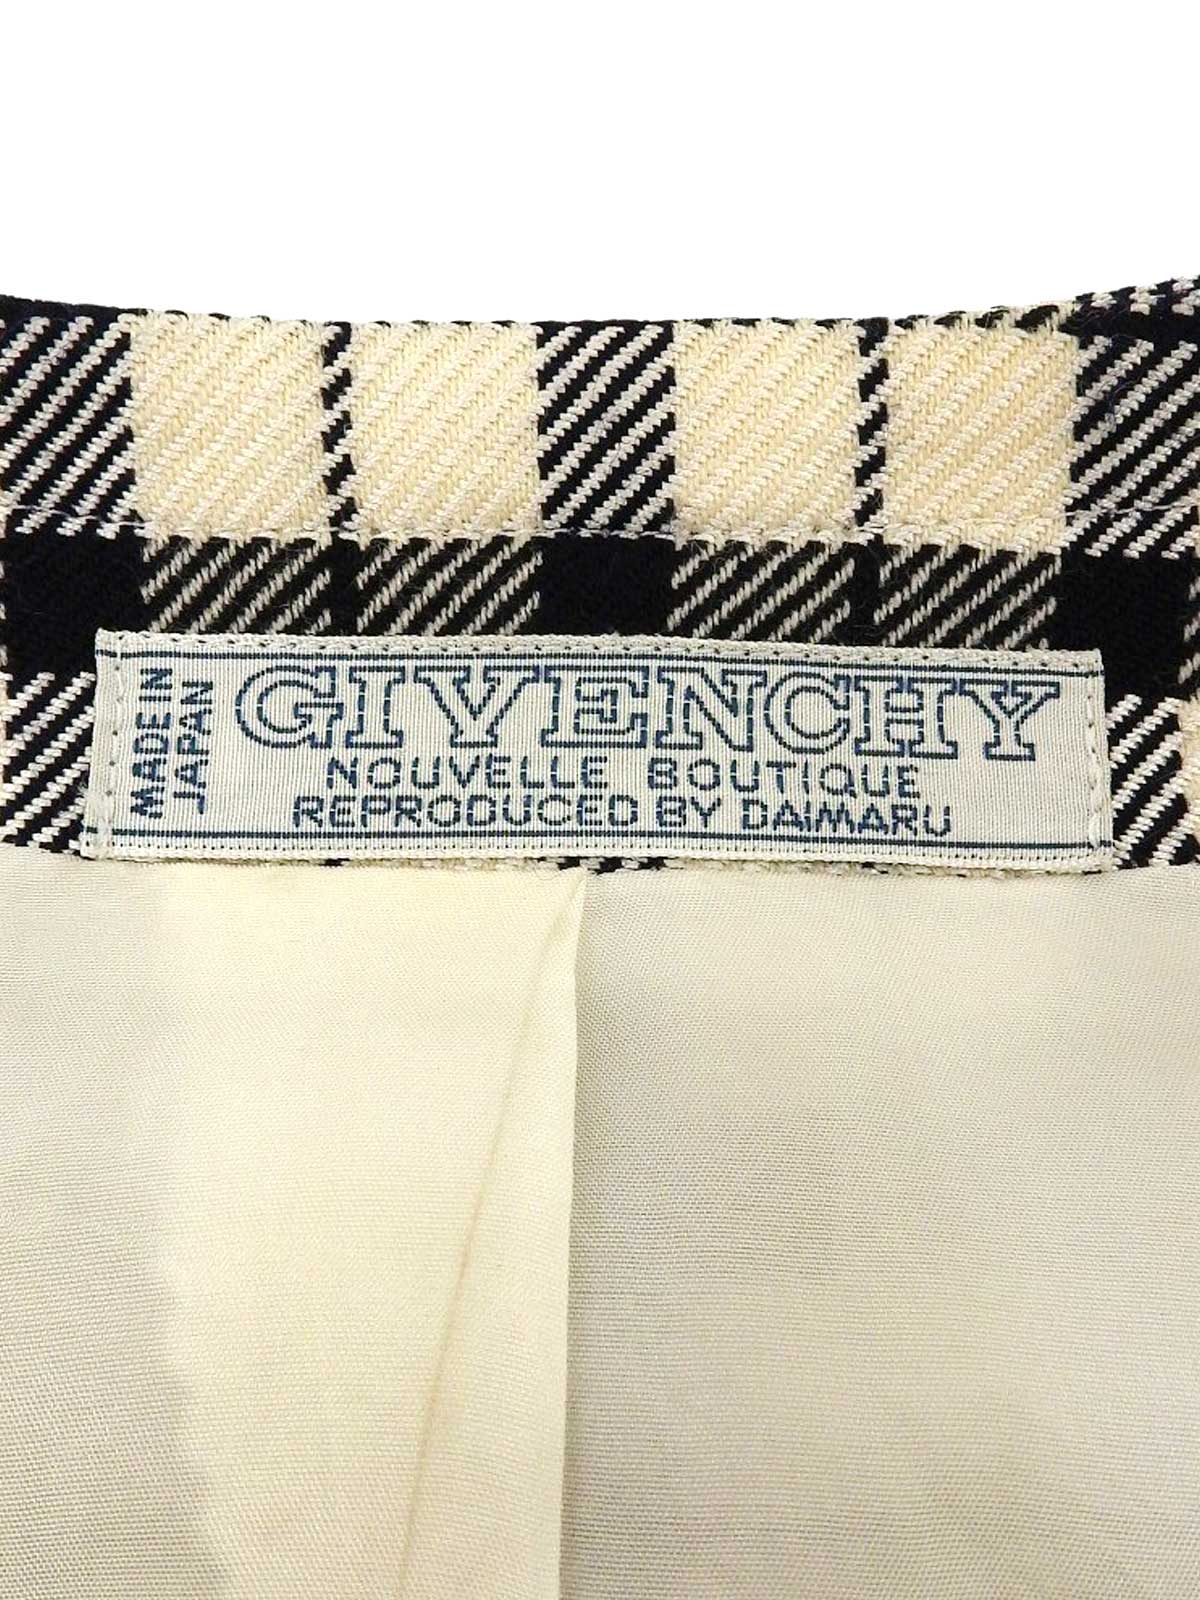 MADE IN
JAPAN
GIVENCHY
NOUVELLE BOUTIQUE
REPRODUCED BY DAIMARU